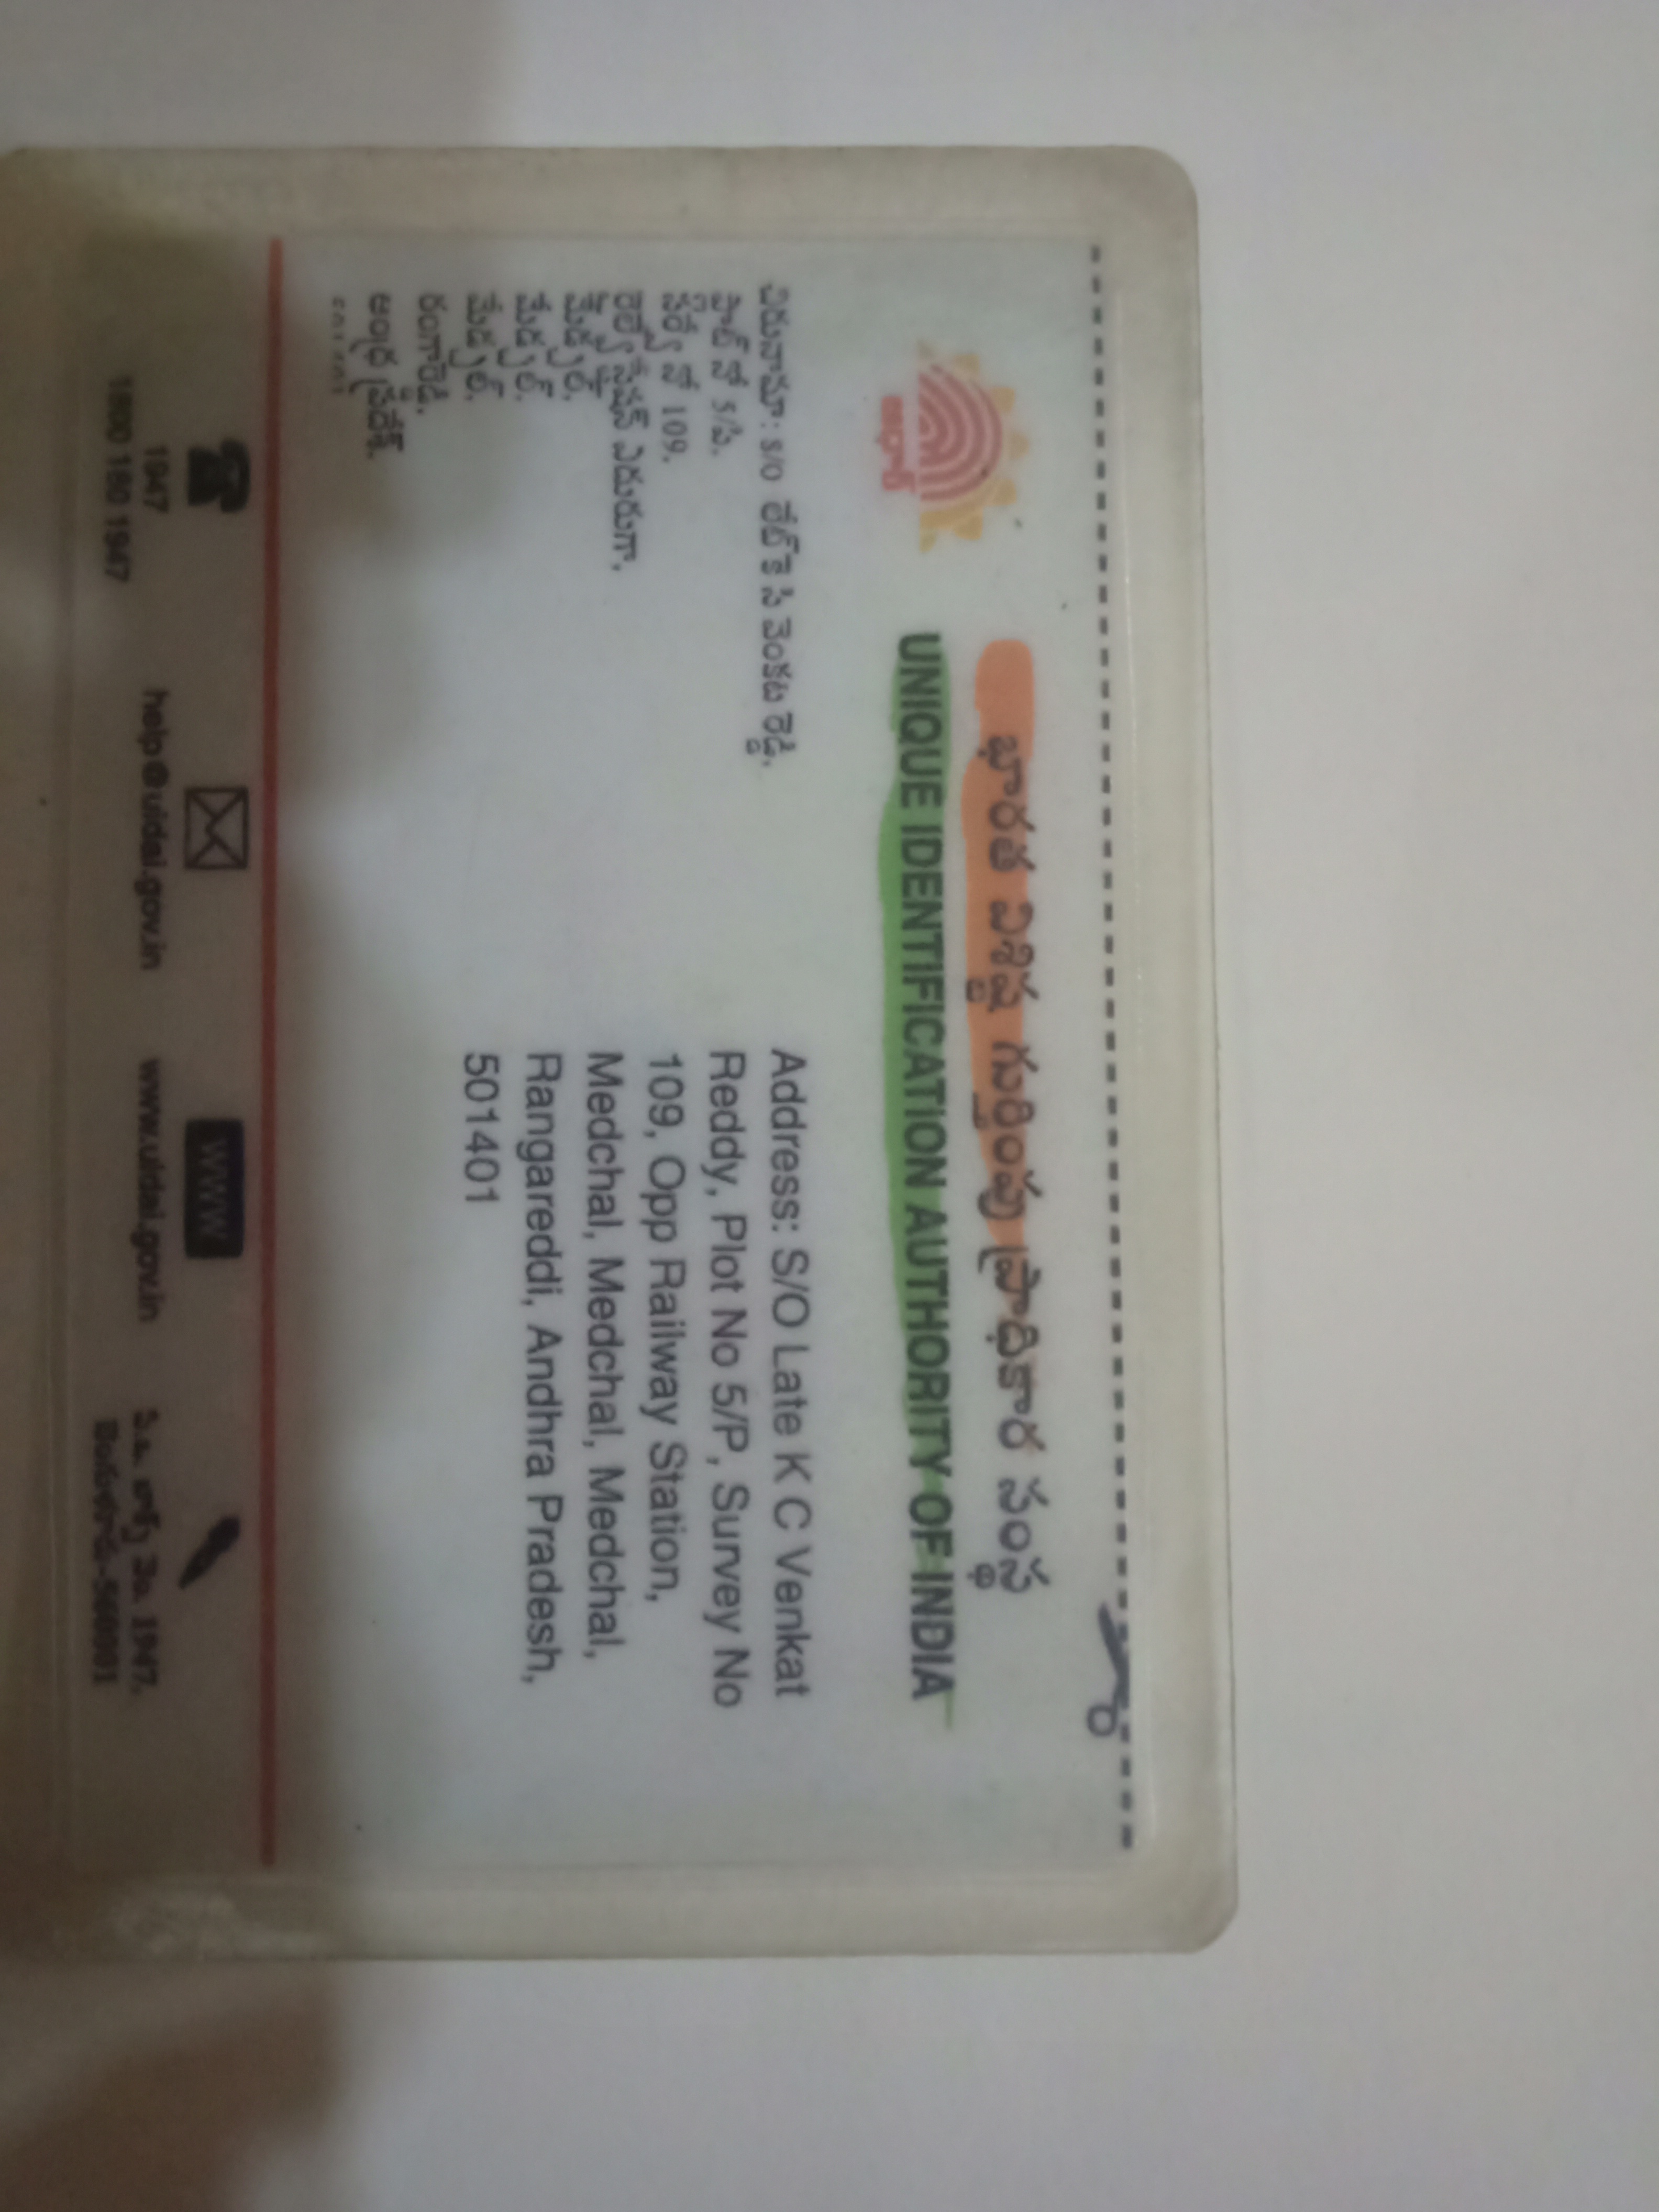 భారత విశిష్ట గుర్తింపు ప్రాధికార సంస్థ
UNIQUE IDENTIFICATION AUTHORITY OF INDIA
ఆధార్
చిరునామా: S/O లేట్ కె సి వెంకట రెడ్డి,
ప్లాట్ నో 5/పి,
సర్వే నో 109,
రైల్వే స్టేషన్ ఎదురుగా,
మేడ్చల్,
మేడ్చల్,
మేడ్చల్,
రంగారెడ్డి,
ఆంధ్ర ప్రదేశ్,
Address: S/O Late K C Venkat
Reddy, Plot No 5/P, Survey No
109, Opp Railway Station,
Medchal, Medchal, Medchal,
Rangareddi, Andhra Pradesh,
501401
1947
1800 180 1947
help@uidai.gov.in
WWW
www.uidai.gov.in
పి.ఒ. బాక్స్ నెం. 1947,
బెంగళూరు-560001